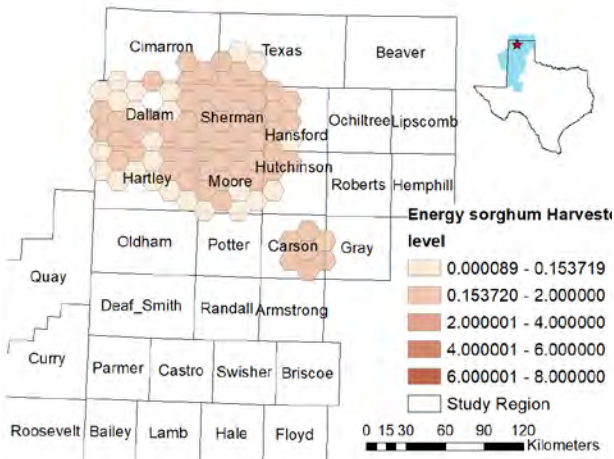 Cimarron Texas Beaver
Dallam Sherman Hansford Ochiltree Lipscomb
Hartley Moore Hutchinson Roberts Hemphill
Oldham Potter Carson Gray
Quay
Deaf_Smith Randall Armstrong
Curry
Parmer Castro Swisher Briscoe
Roosevelt Bailey Lamb Hale Floyd
Energy sorghum Harveste
level
0.000089 - 0.153719
0.153720 - 2.000000
2.000001 - 4.000000
4.000001 - 6.000000
6.000001 - 8.000000
Study Region
0 15 30 60 90 120
Kilometers